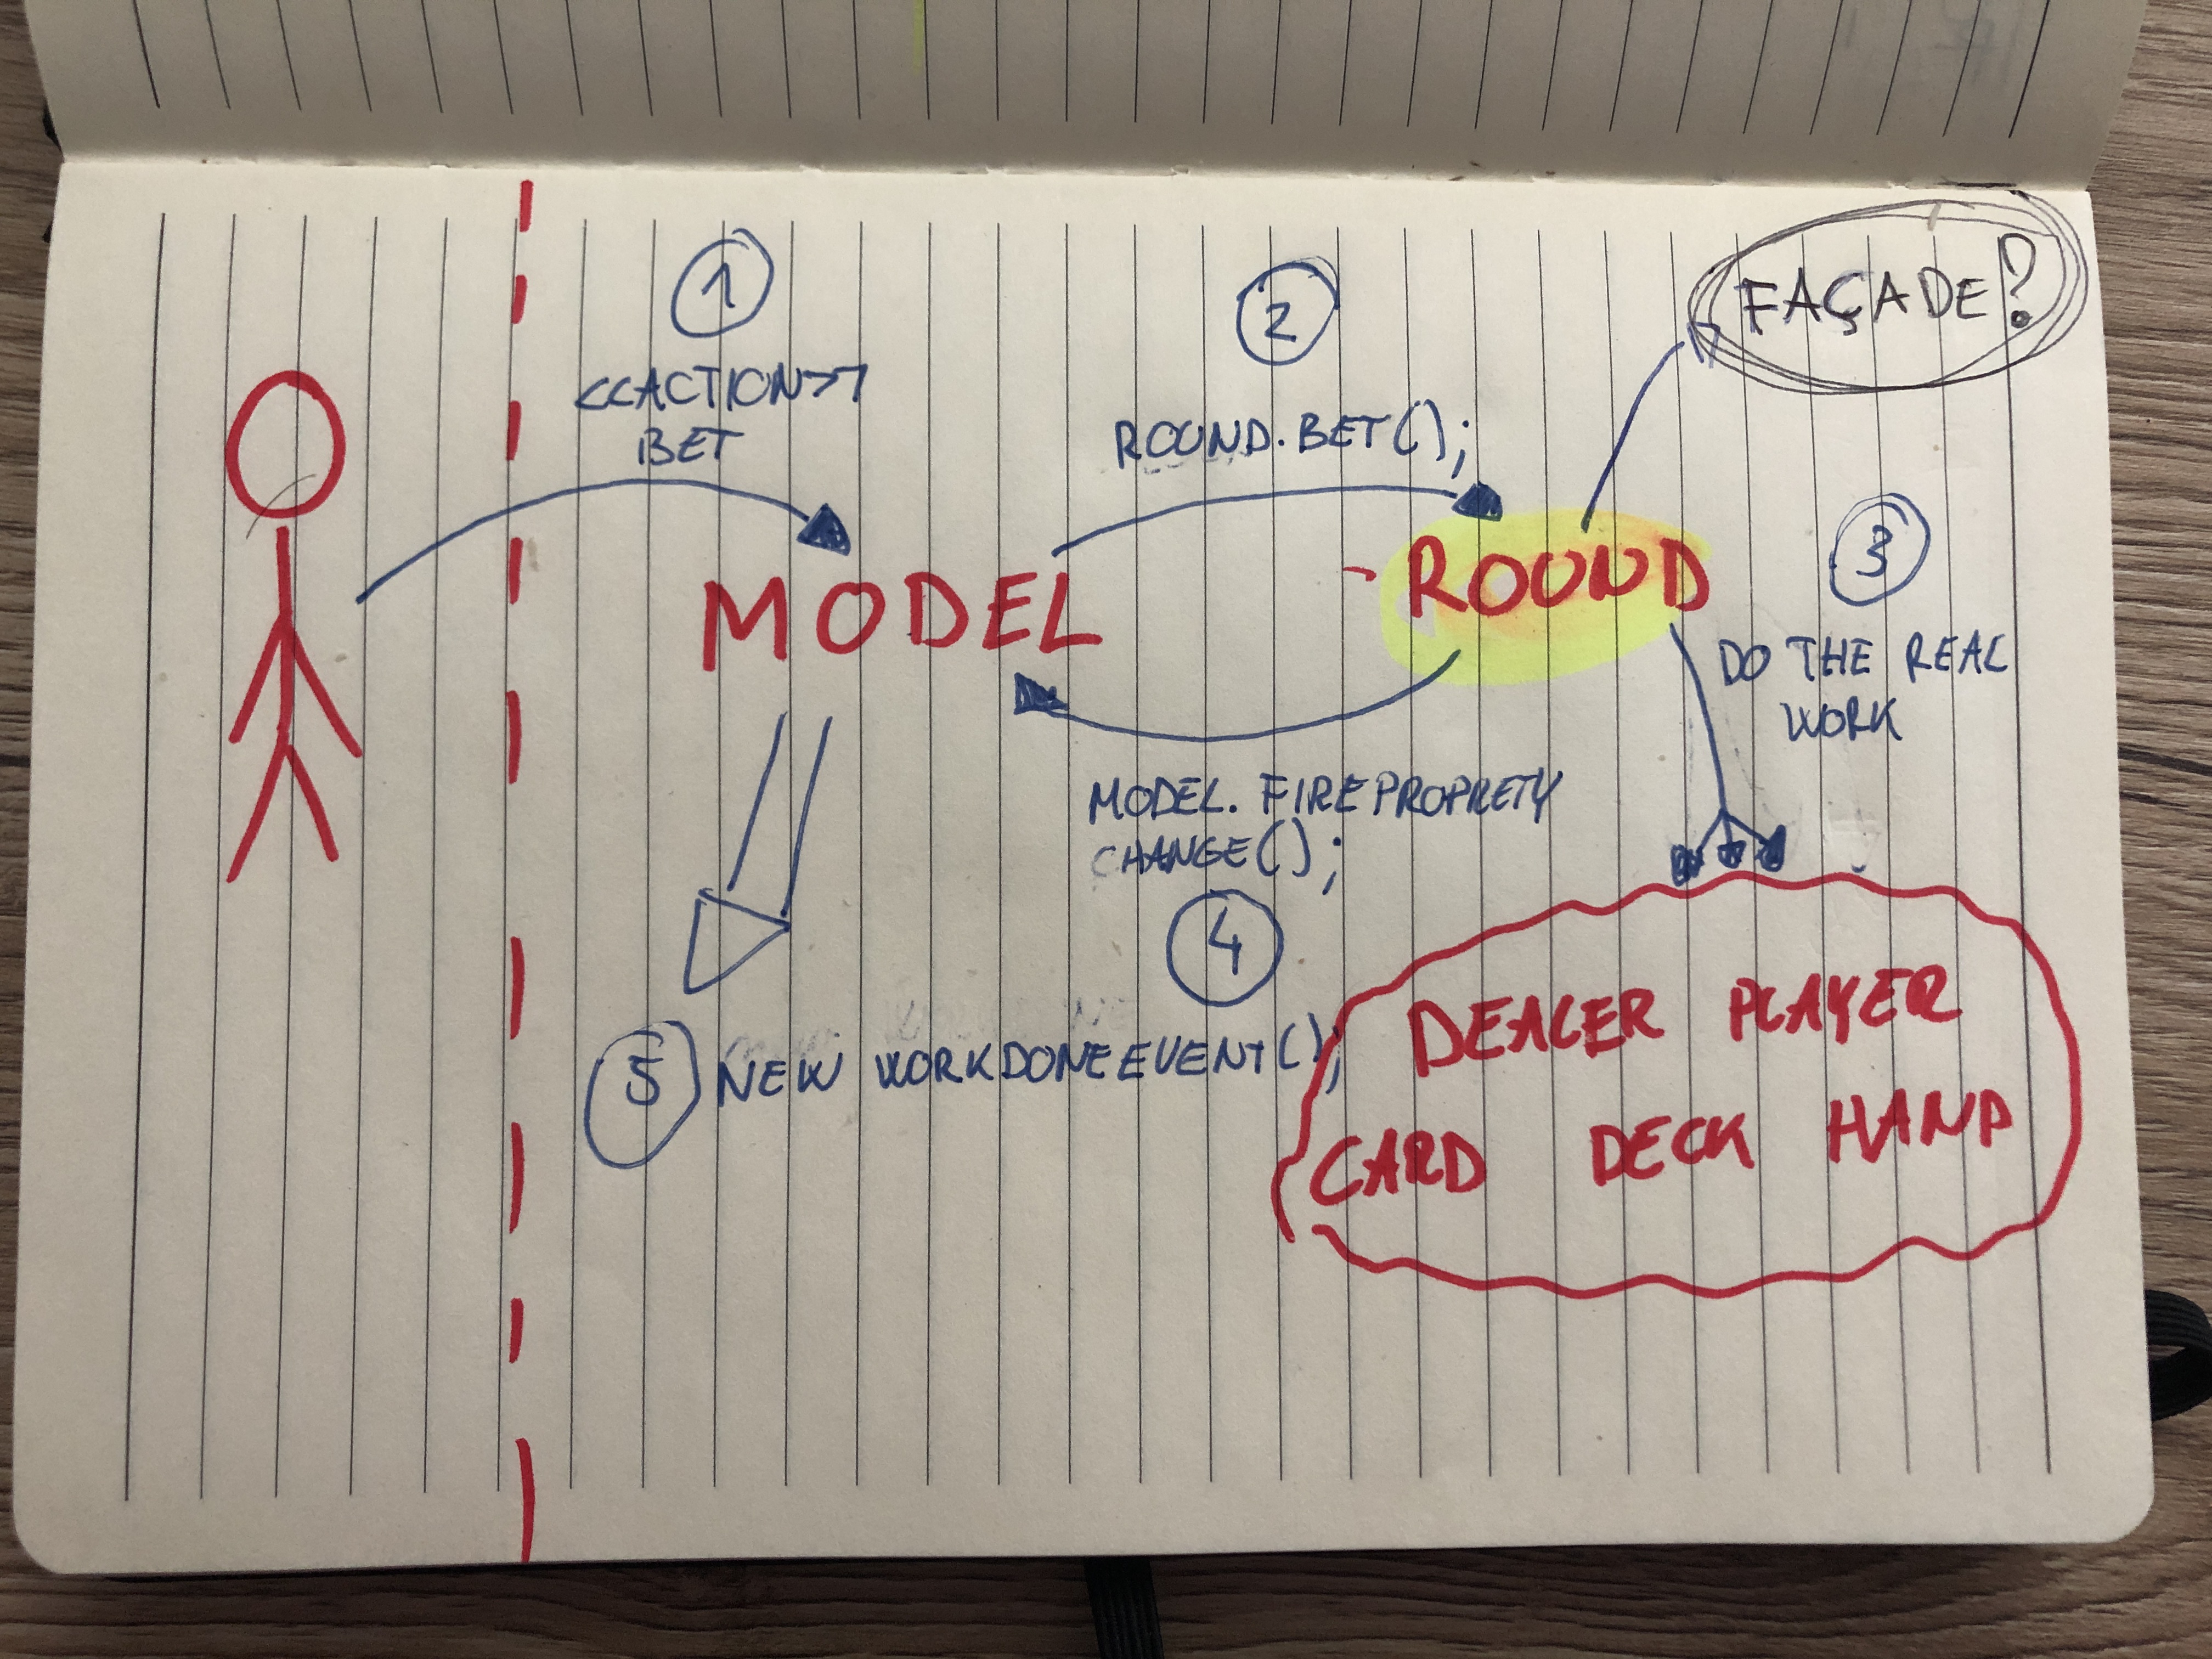 1
<<ACTION>>
BET
2
ROUND.BET();
FAÇADE?
MODEL
ROUND
3
DO THE REAL
WORK
MODEL. FIREPROPRETY
CHANGE();
4
5 NEW WORKDONEEVENT();
DEALER PLAYER
CARD DECK HAND